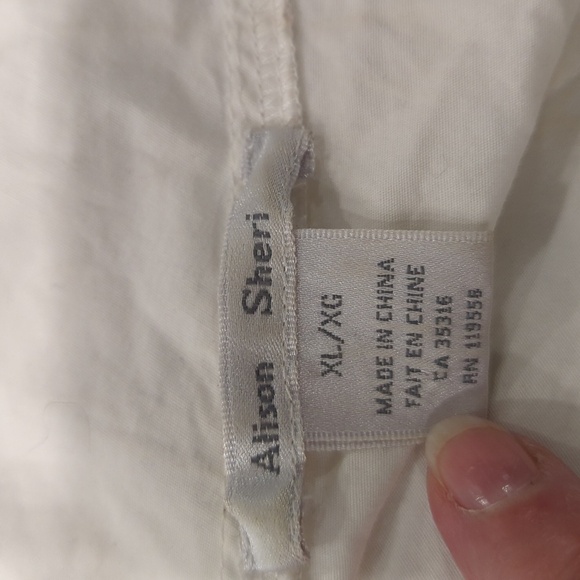 Alison Sheri
XL/XG
MADE IN CHINA
FAIT EN CHINE
CA 35316
RN 119558